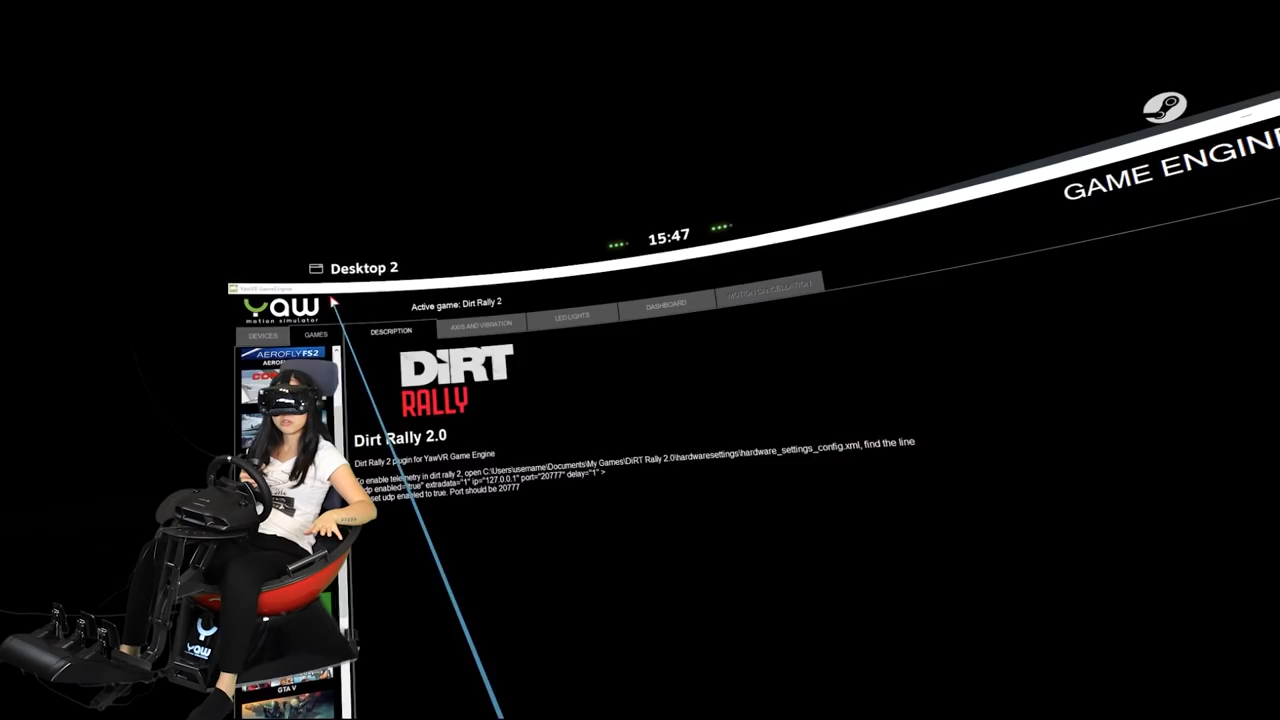 GAME ENGINE
15:47
Desktop 2
YawVR GameEngine
Yaw
motion simulator
Active game: Dirt Rally 2
DEVICES
GAMES
DESCRIPTION
AXIS AND VIBRATION
LED LIGHTS
DASHBOARD
MOTION CANCELLATION
AEROFLY FS2
DiRT
RALLY
Dirt Rally 2.0
Dirt Rally 2 plugin for YawVR Game Engine
To enable telemetry in dirt rally 2, open C:\Users\username\Documents\My Games\DiRT Rally 2.0\hardwaresettings\hardware_settings_config.xml, find the line
udp enabled="true" extradata="1" ip="127.0.0.1" port="20777" delay="1" >
set udp enabled to true. Port should be 20777
yaw
GTA V